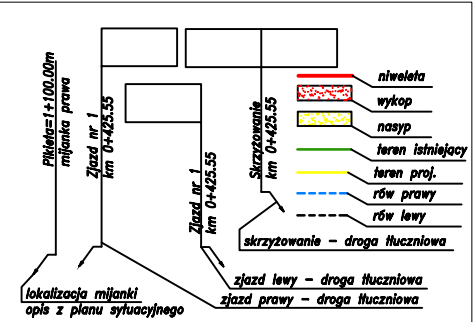 Pikieta=1+100.00m
mijanka prawa
Zjazd nr 1
km 0+425.55
Zjazd nr 1
km 0+425.55
Skrzyżowanie
km 0+425.55
niweleta
wykop
nasyp
teren istniejący
teren proj.
rów prawy
rów lewy
skrzyżowanie – droga tłuczniowa
zjazd lewy – droga tłuczniowa
zjazd prawy – droga tłuczniowa
lokalizacja mijanki
opis z planu sytuacyjnego